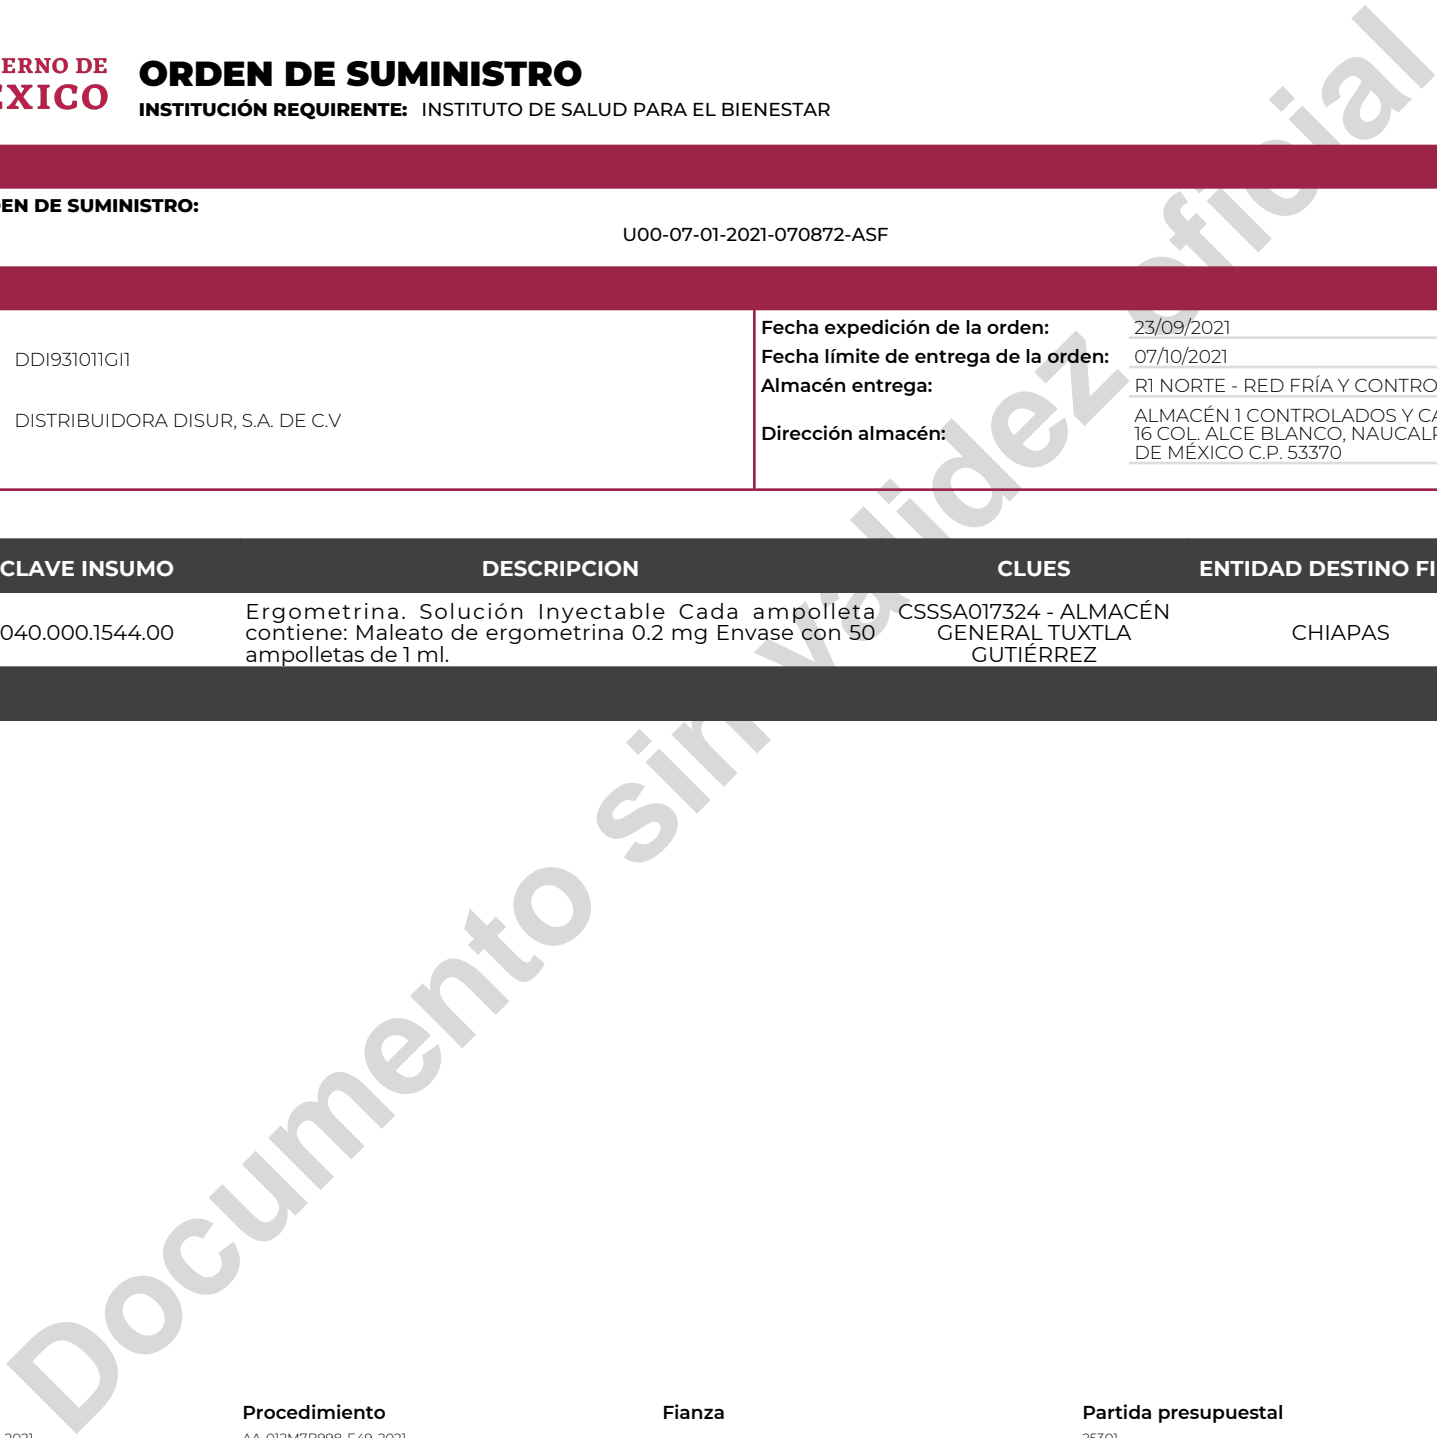 ERNO DE
ÉXICO
ORDEN DE SUMINISTRO
INSTITUCIÓN REQUIRENTE: INSTITUTO DE SALUD PARA EL BIENESTAR
EN DE SUMINISTRO:
U00-07-01-2021-070872-ASF
DDI931011GI1
DISTRIBUIDORA DISUR, S.A. DE C.V
Fecha expedición de la orden: 23/09/2021
Fecha límite de entrega de la orden: 07/10/2021
Almacén entrega: R1 NORTE - RED FRÍA Y CONTRO
Dirección almacén: ALMACÉN 1 CONTROLADOS Y CA
16 COL. ALCE BLANCO, NAUCALP
DE MÉXICO C.P. 53370
CLAVE INSUMO DESCRIPCION CLUES ENTIDAD DESTINO FI
040.000.1544.00
Ergometrina. Solución Inyectable Cada ampolleta
contiene: Maleato de ergometrina 0.2 mg Envase con 50
ampolletas de 1 ml.
CSSSA017324 - ALMACÉN
GENERAL TUXTLA
GUTIÉRREZ
CHIAPAS
Documento sin validez oficial
Procedimiento Fianza Partida presupuestal